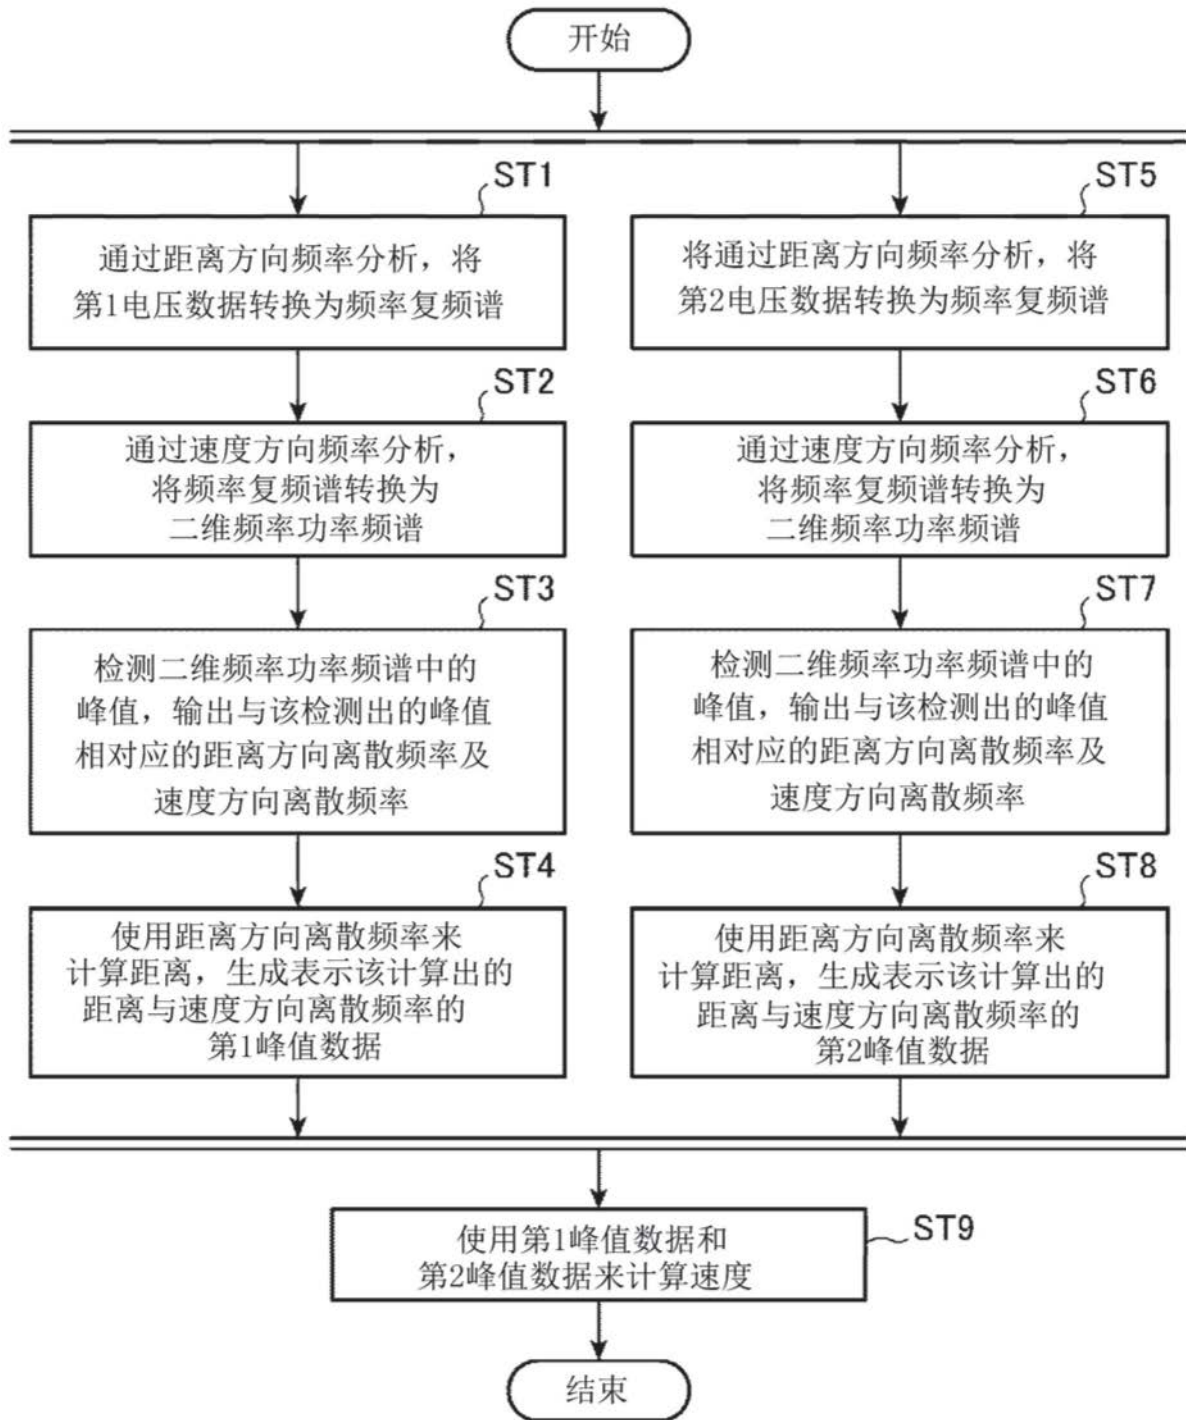 开始
ST1
通过距离方向频率分析，将
第1电压数据转换为频率复频谱
ST2
通过速度方向频率分析，
将频率复频谱转换为
二维频率功率频谱
ST3
检测二维频率功率频谱中的
峰值，输出与该检测出的峰值
相对应的距离方向离散频率及
速度方向离散频率
ST4
使用距离方向离散频率来
计算距离，生成表示该计算出的
距离与速度方向离散频率的
第1峰值数据
ST5
将通过距离方向频率分析，将
第2电压数据转换为频率复频谱
ST6
通过速度方向频率分析，
将频率复频谱转换为
二维频率功率频谱
ST7
检测二维频率功率频谱中的
峰值，输出与该检测出的峰值
相对应的距离方向离散频率及
速度方向离散频率
ST8
使用距离方向离散频率来
计算距离，生成表示该计算出的
距离与速度方向离散频率的
第2峰值数据
ST9
使用第1峰值数据和
第2峰值数据来计算速度
结束